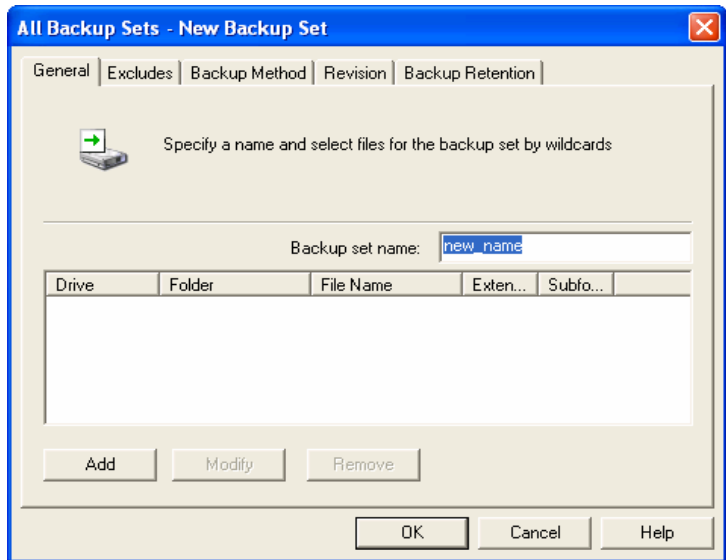 All Backup Sets - New Backup Set
General Excludes Backup Method Revision Backup Retention
Specify a name and select files for the backup set by wildcards
Backup set name: new_name
Drive Folder File Name Exten... Subfo...
Add Modify Remove
OK Cancel Help